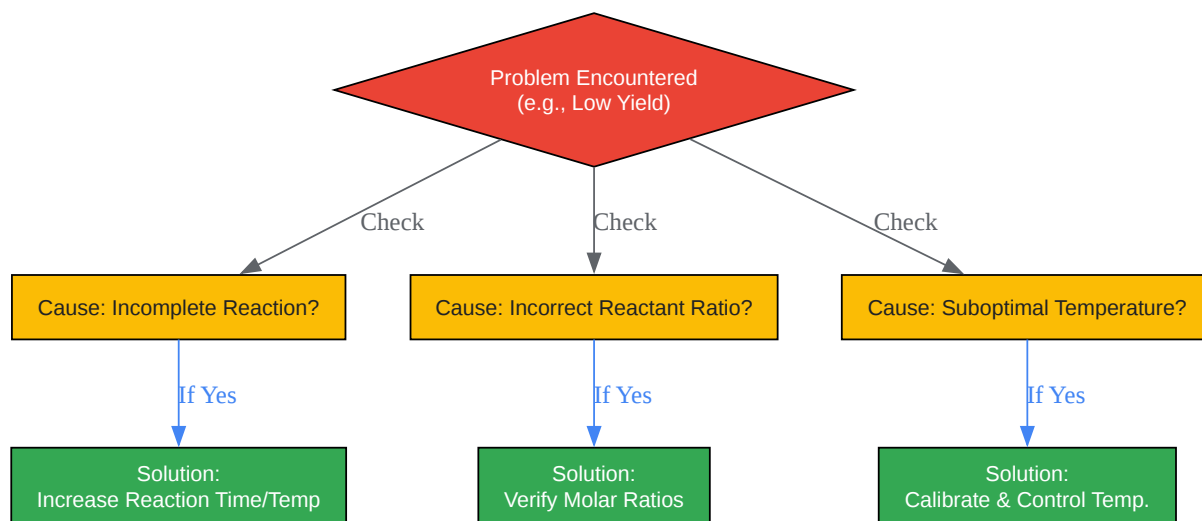 Problem Encountered
(e.g., Low Yield)
Check
Check
Check
Cause: Incomplete Reaction?
Cause: Incorrect Reactant Ratio?
Cause: Suboptimal Temperature?
If Yes
If Yes
If Yes
Solution:
Increase Reaction Time/Temp
Solution:
Verify Molar Ratios
Solution:
Calibrate & Control Temp.